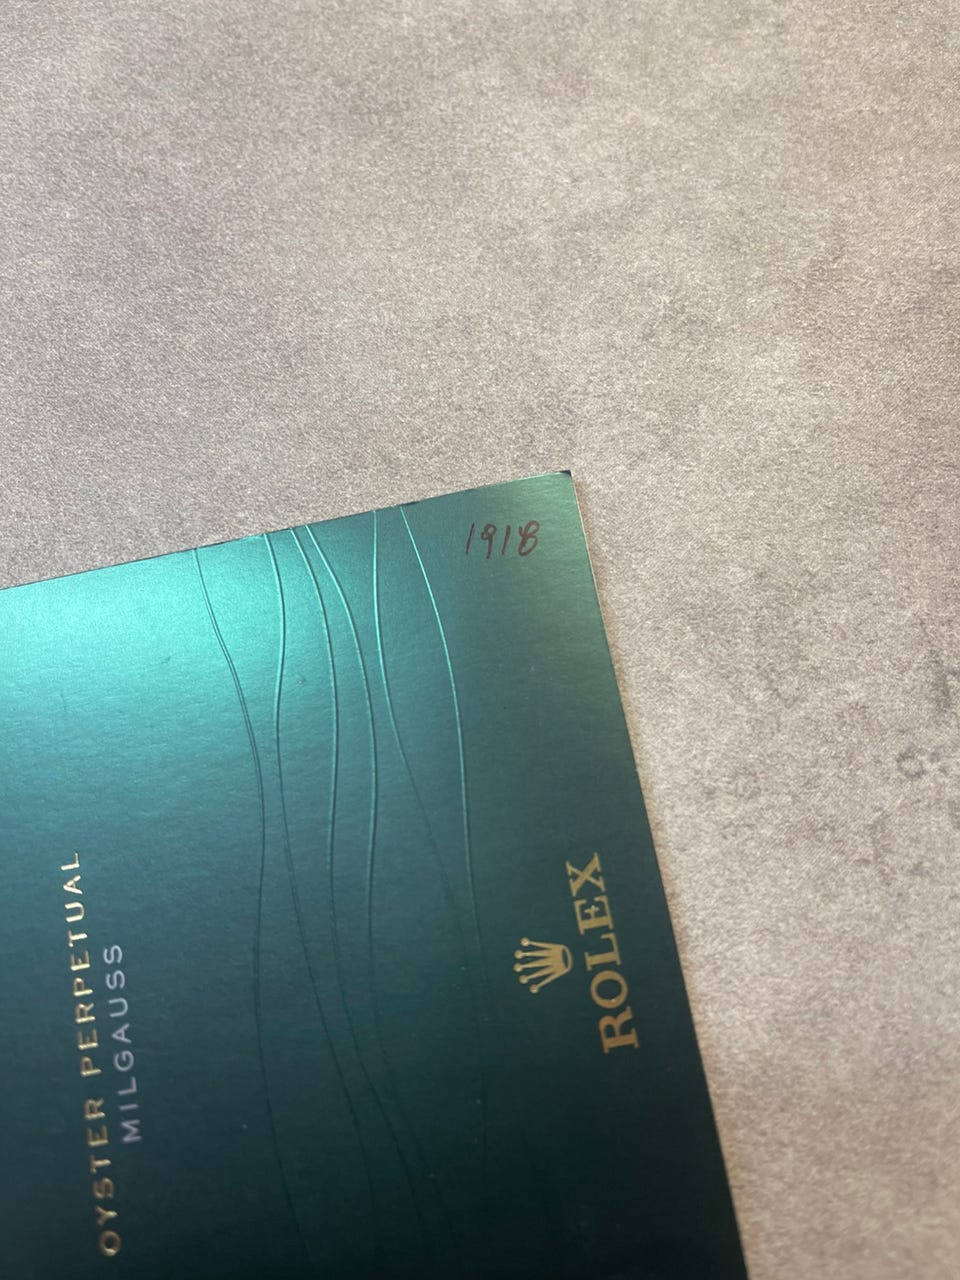 1918
ROLEX
OYSTER PERPETUAL
MILGAUSS